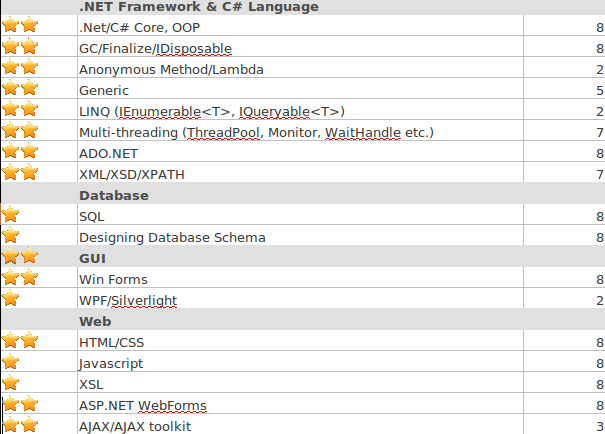 .NET Framework & C# Language
.Net/C# Core, OOP 8
GC/Finalize/IDisposable 8
Anonymous Method/Lambda 2
Generic 5
LINQ (IEnumerable<T>, IQueryable<T>) 2
Multi-threading (ThreadPool, Monitor, WaitHandle etc.) 7
ADO.NET 8
XML/XSD/XPATH 7
Database
SQL 8
Designing Database Schema 8
GUI
Win Forms 8
WPF/Silverlight 2
Web
HTML/CSS 8
Javascript 8
XSL 8
ASP.NET WebForms 8
AJAX/AJAX toolkit 3